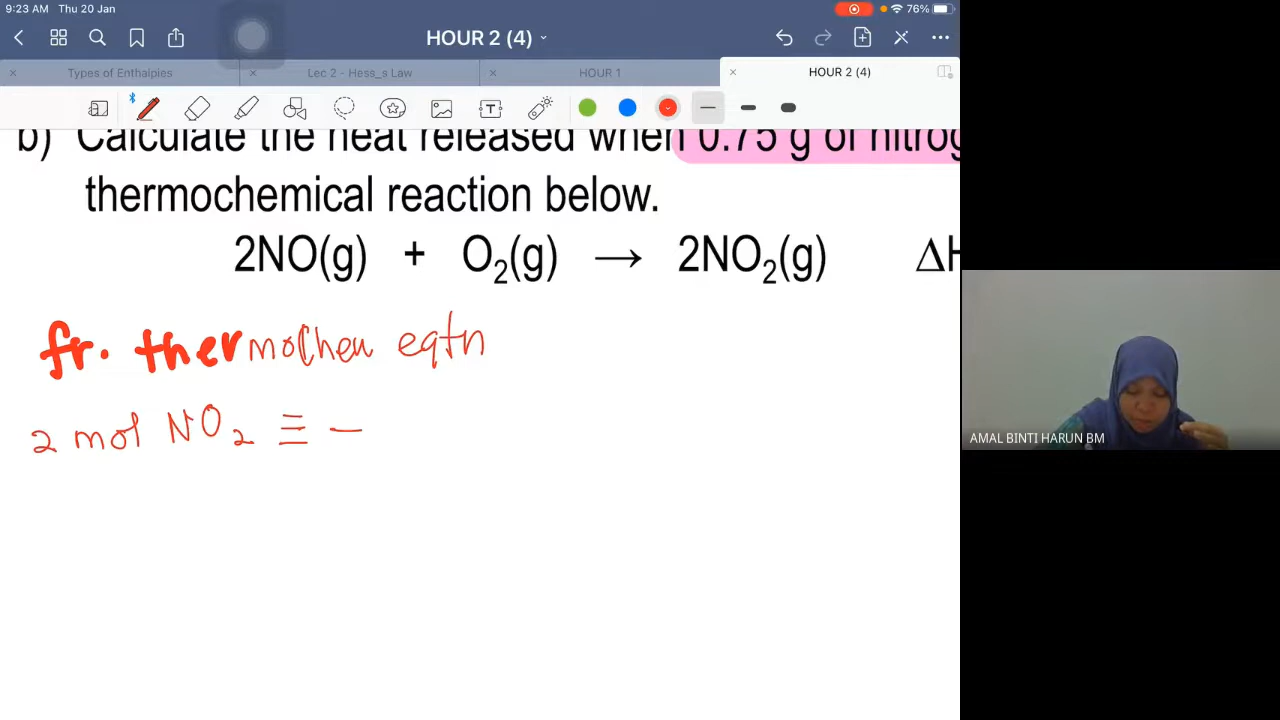 9:23 AM Thu 20 Jan
76%
HOUR 2 (4)
Types of Enthalpies
Lec 2 - Hess_s Law
HOUR 1
HOUR 2 (4)
b) Calculate the heat released when 0.75 g of nitrog
thermochemical reaction below.
2NO(g) + O₂(g) → 2NO₂(g) ΔH
fr. thermochem eqtn
2 mol NO₂ ≡ —
AMAL BINTI HARUN BM